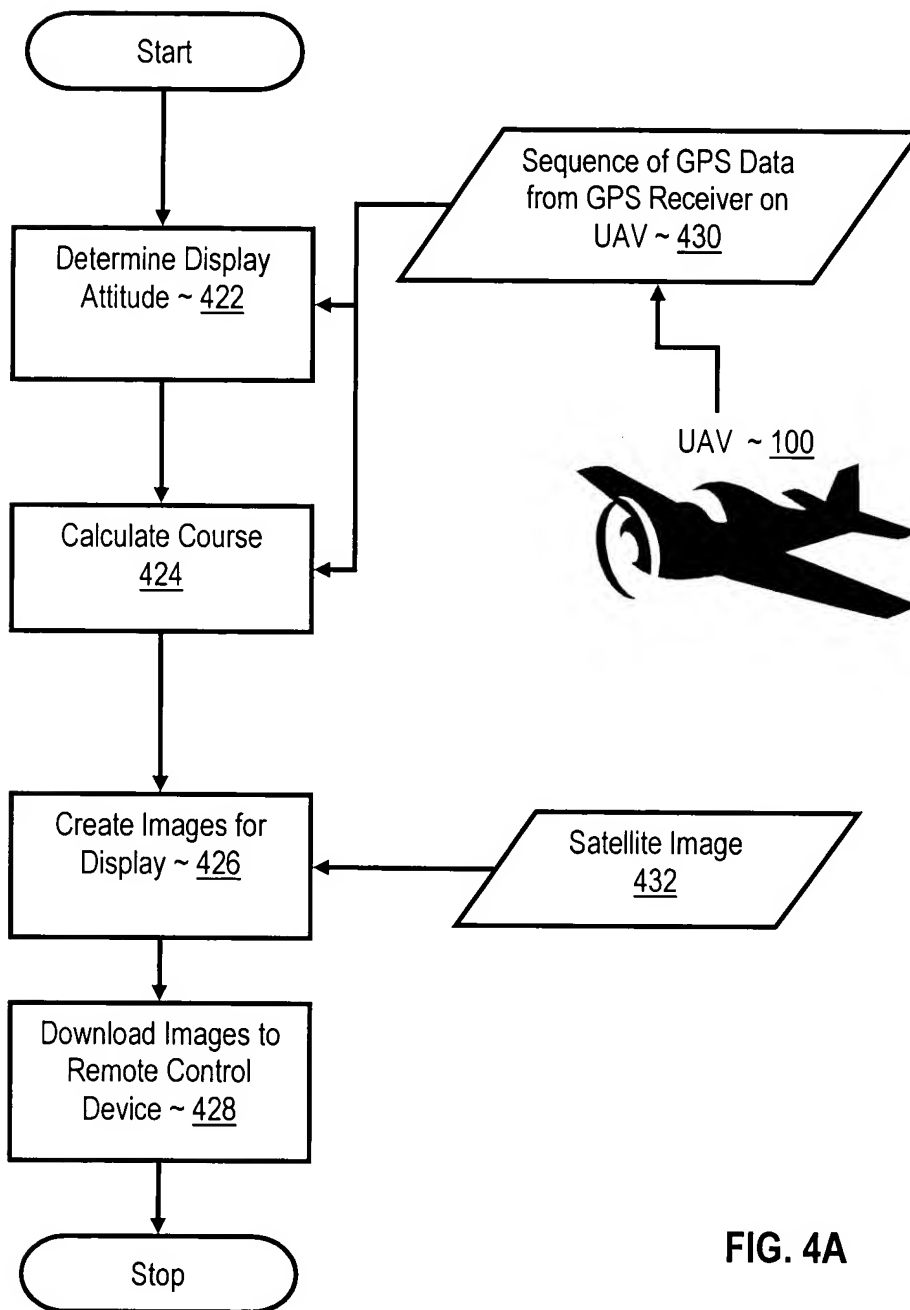 Start
Sequence of GPS Data
from GPS Receiver on
UAV ~ 430
Determine Display
Attitude ~ 422
UAV ~ 100
Calculate Course
424
Create Images for
Display ~ 426
Satellite Image
432
Download Images to
Remote Control
Device ~ 428
Stop
FIG. 4A